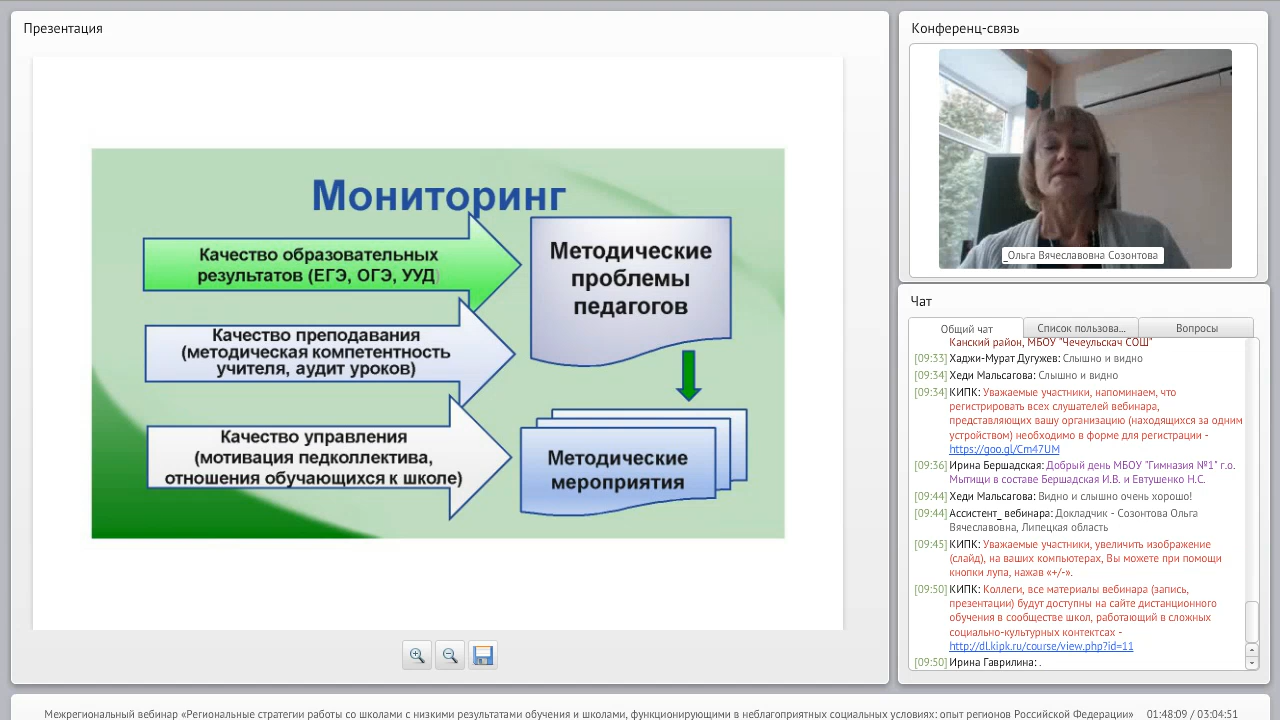 Презентация
Мониторинг
Качество образовательных
результатов (ЕГЭ, ОГЭ, УУД)
Качество преподавания
(методическая компетентность
учителя, аудит уроков)
Качество управления
(мотивация педколлектива,
отношения обучающихся к школе)
Методические
проблемы
педагогов
Методические
мероприятия
Конференц-связь
_Ольга Вячеславовна Созонтова
Чат
Общий чат
Список пользова...
Вопросы
Канский район, МБОУ "Чечеульскач СОШ"
[09:33] Хаджи-Мурат Дугужев: Слышно и видно
[09:34] Хеди Мальсагова: Слышно и видно
[09:34] КИПК: Уважаемые участники, напоминаем, что
регистрировать всех слушателей вебинара,
представляющих вашу организацию (находящихся за одним
устройством) необходимо в форме для регистрации -
https://goo.gl/Cm47UM
[09:36] Ирина Бершадская: Добрый день МБОУ "Гимназия №1" г.о.
Мытищи в составе Бершадская И.В. и Евтушенко Н.С.
[09:44] Хеди Мальсагова: Видно и слышно очень хорошо!
[09:44] Ассистент_ вебинара: Докладчик - Созонтова Ольга
Вячеславовна, Липецкая область
[09:45] КИПК: Уважаемые участники, увеличить изображение
(слайд), на ваших компьютерах, Вы можете при помощи
кнопки лупа, нажав «+/-».
[09:50] КИПК: Коллеги, все материалы вебинара (запись,
презентации) будут доступны на сайте дистанционного
обучения в сообществе школ, работающий в сложных
социально-культурных контектсах -
http://dl.kipk.ru/course/view.php?id=11
[09:50] Ирина Гаврилина: .
Межрегиональный вебинар «Региональные стратегии работы со школами с низкими результатами обучения и школами, функционирующими в неблагоприятных социальных условиях: опыт регионов Российской Федерации» 01:48:09 / 03:04:51